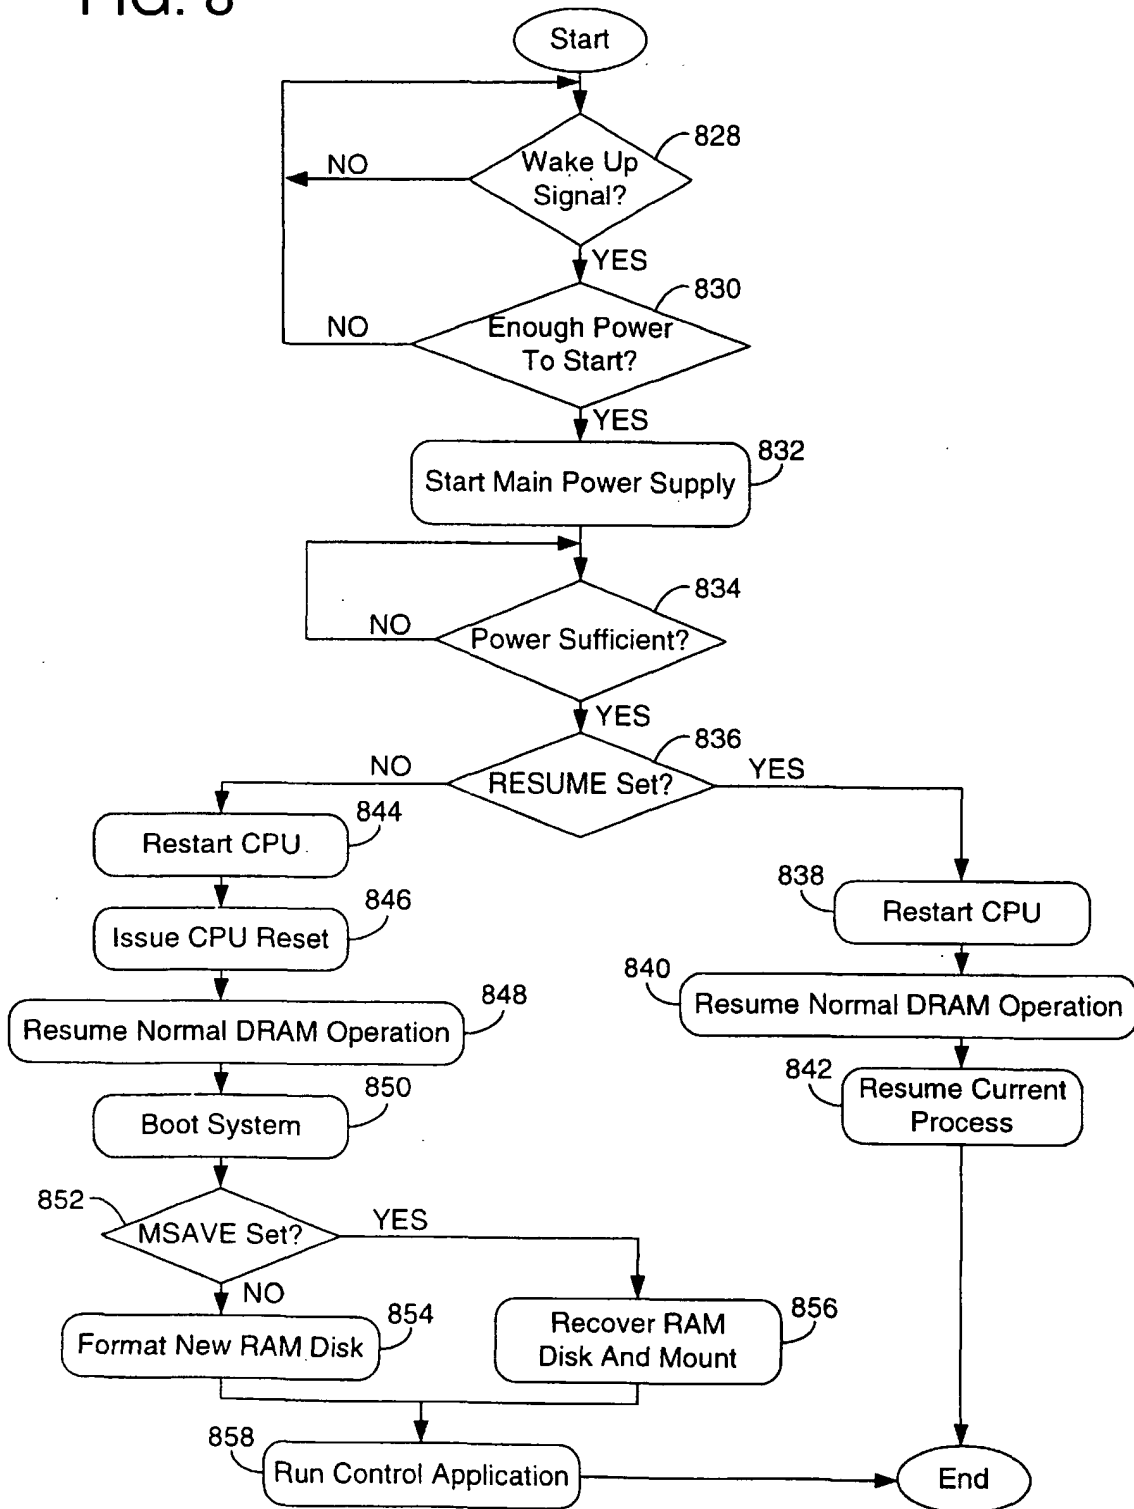 FIG. 8
Start
828
Wake Up
Signal?
NO
YES
830
Enough Power
To Start?
NO
YES
832
Start Main Power Supply
834
Power Sufficient?
NO
YES
836
RESUME Set?
NO
YES
844
Restart CPU
838
Restart CPU
846
Issue CPU Reset
840
Resume Normal DRAM Operation
848
Resume Normal DRAM Operation
842
Resume Current
Process
850
Boot System
852
MSAVE Set?
YES
NO
854
Format New RAM Disk
856
Recover RAM
Disk And Mount
858
Run Control Application
End